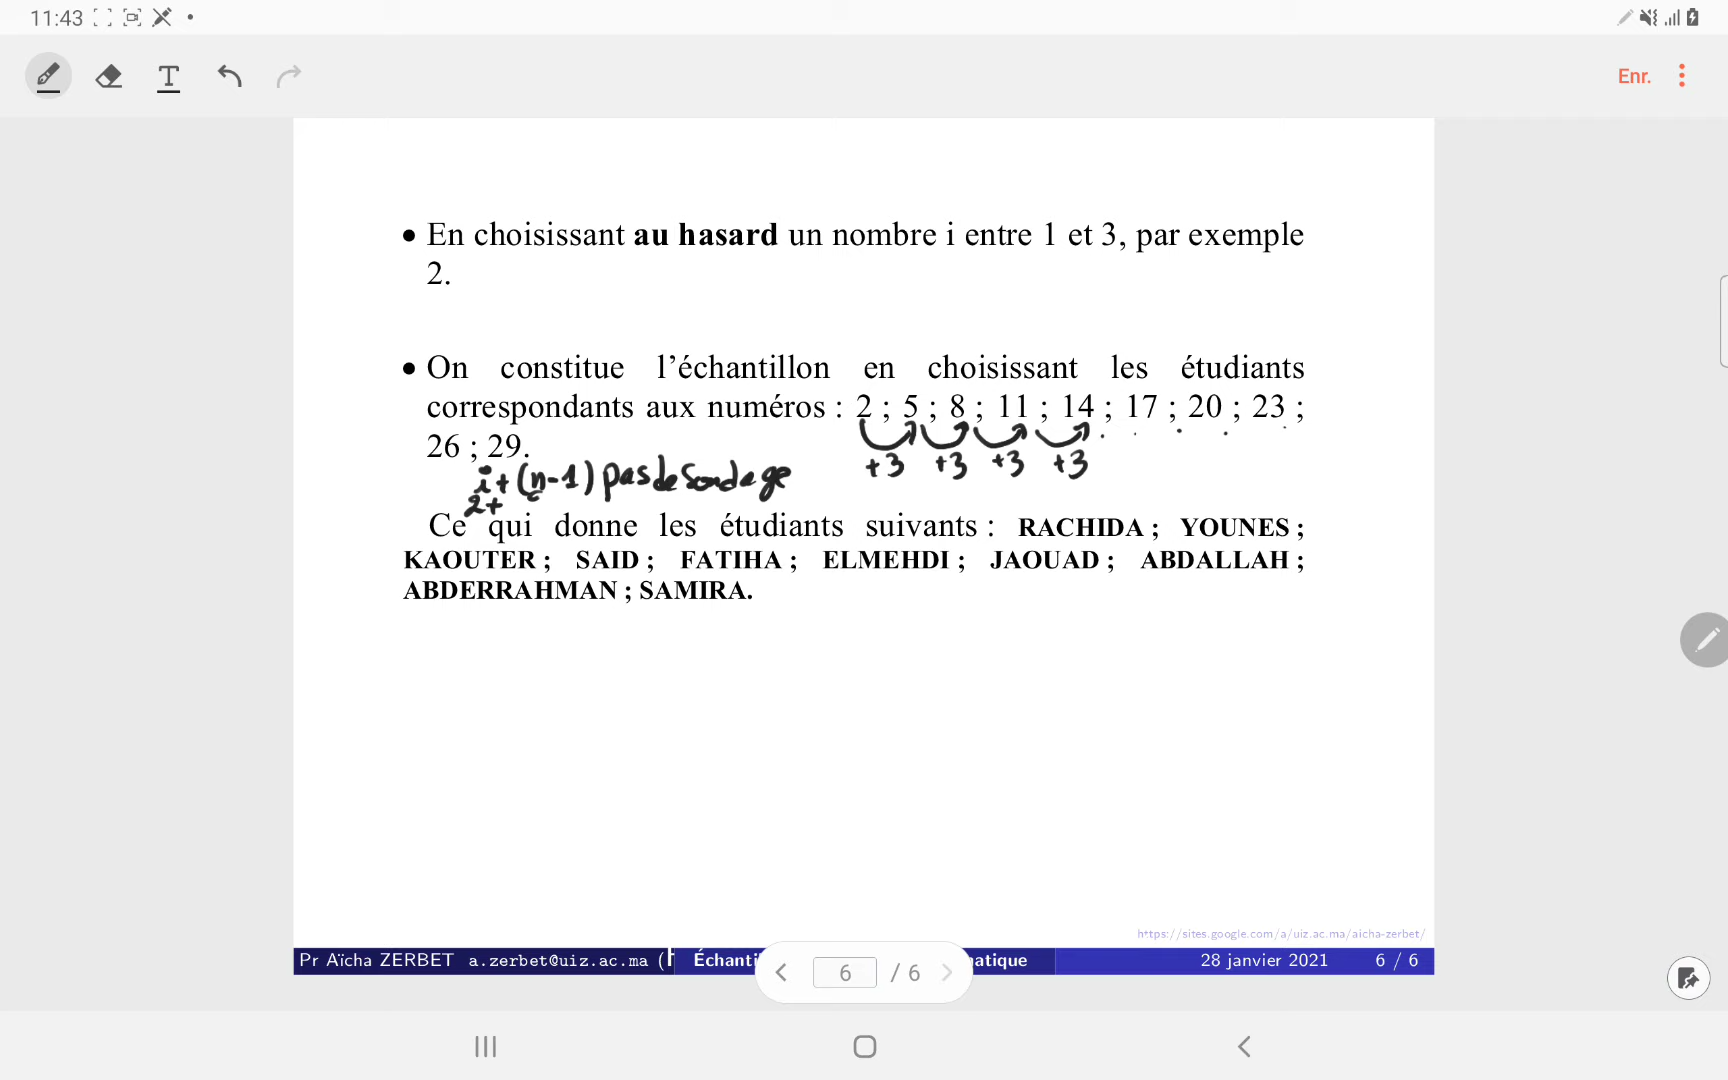 11:43
Enr.
• En choisissant au hasard un nombre i entre 1 et 3, par exemple
2.
• On constitue l'échantillon en choisissant les étudiants
correspondants aux numéros : 2 ; 5 ; 8 ; 11 ; 14 ; 17 ; 20 ; 23 ;
26 ; 29.
+3 +3 +3 +3
i+(n-1) pas de sondage
2+
Ce qui donne les étudiants suivants : RACHIDA ; YOUNES ;
KAOUTER ; SAID ; FATIHA ; ELMEHDI ; JAOUAD ; ABDALLAH ;
ABDERRAHMAN ; SAMIRA.
https://sites.google.com/a/uiz.ac.ma/aicha-zerbet/
Pr Aïcha ZERBET a.zerbet@uiz.ac.ma ( Échanti matique 28 janvier 2021 6 / 6
6 / 6